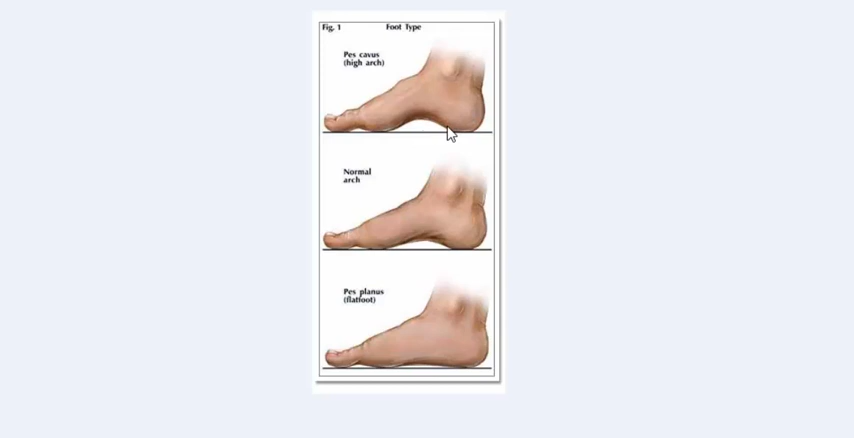 Fig. 1 Foot Type
Pes cavus
(high arch)
Normal
arch
Pes planus
(flatfoot)